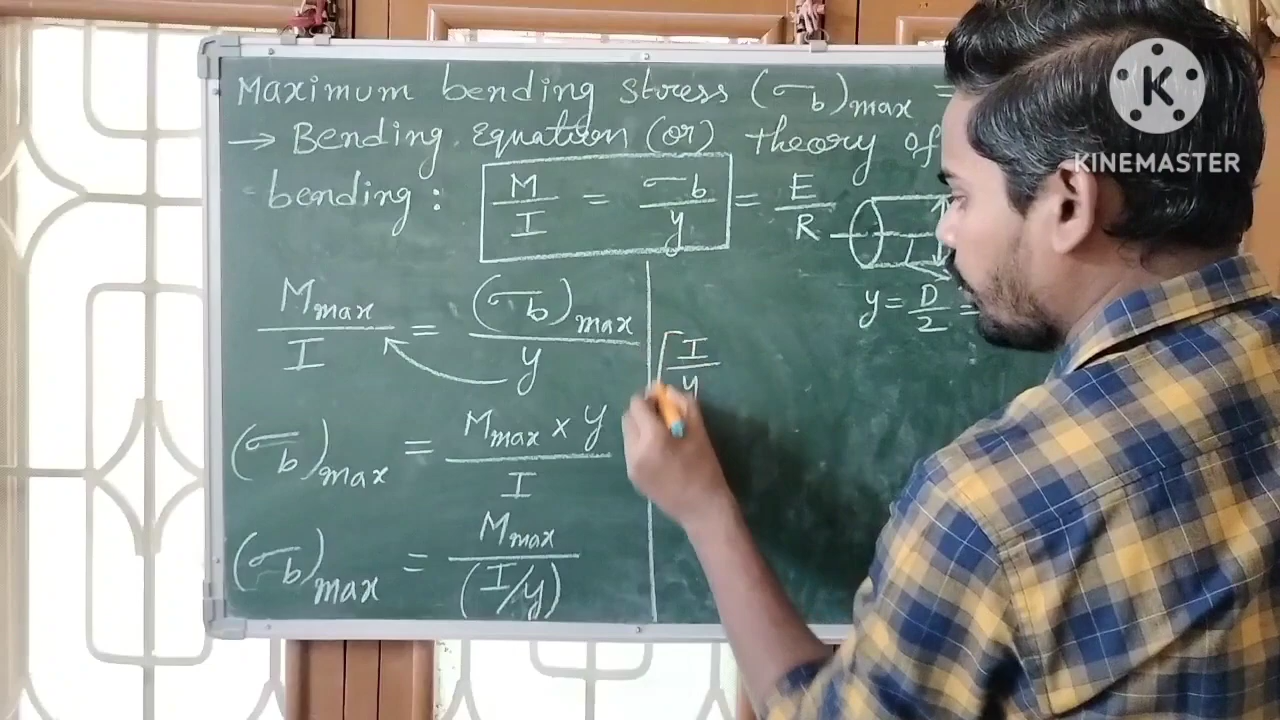 Maximum bending stress (σb)max =
→ Bending Equation (or) theory of
bending: M/I = σb/y = E/R
y = D/2 =
Mmax/I = (σb)max/y
I/y
(σb)max = Mmax × y/I
(σb)max = Mmax/(I/y)
K
KINEMASTER